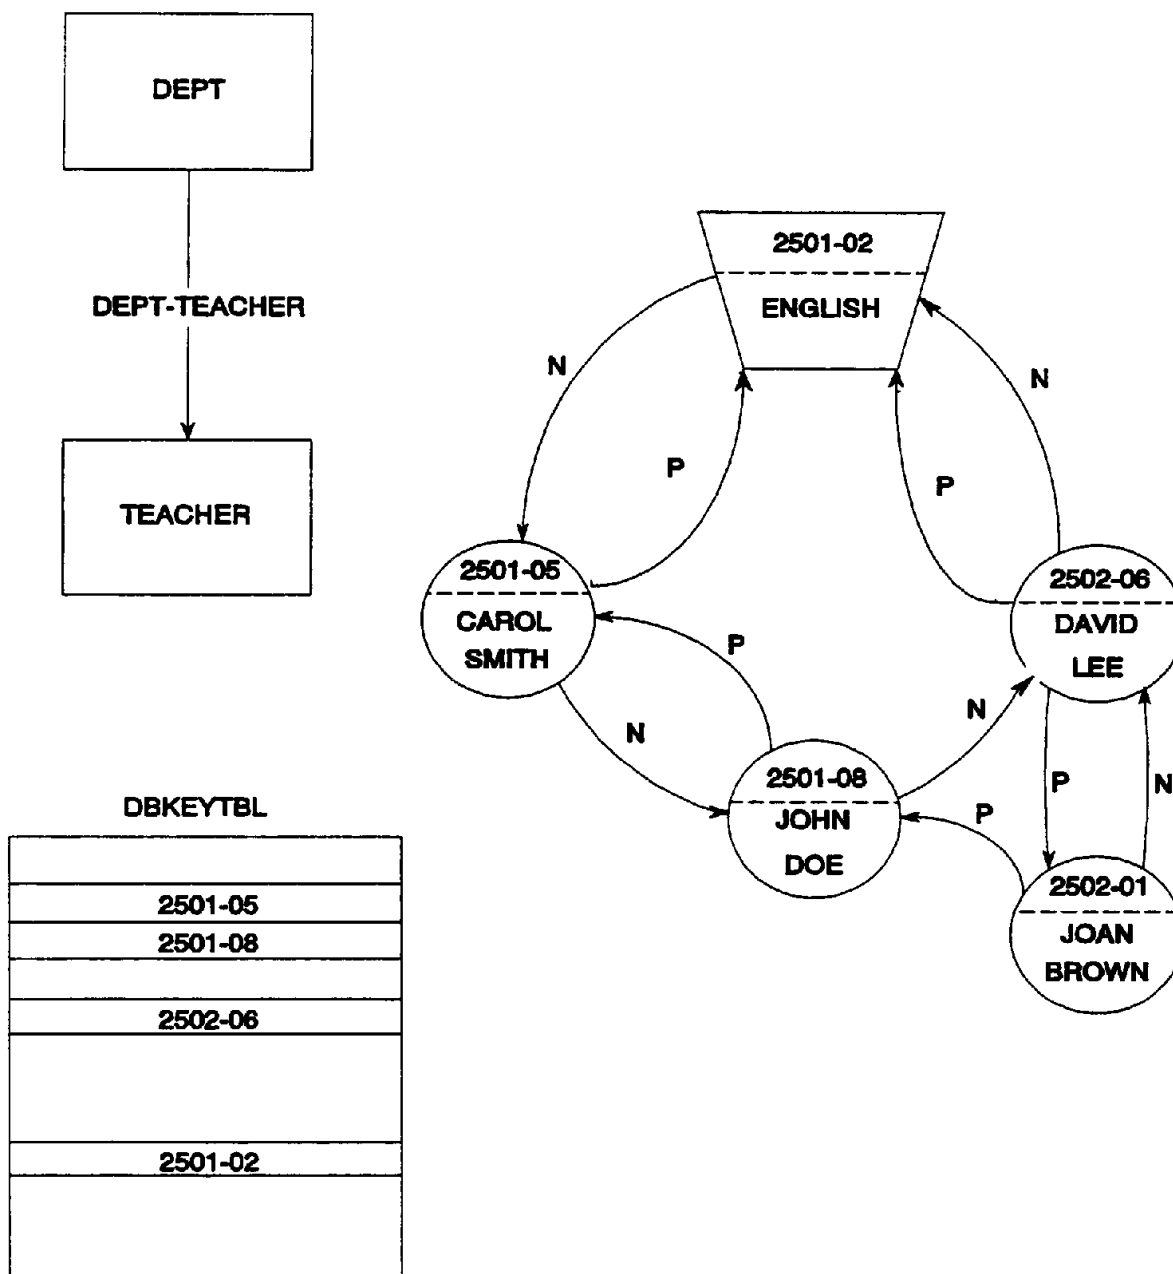 DEPT
DEPT-TEACHER
TEACHER
2501-02
ENGLISH
N
N
P
P
2501-05
CAROL
SMITH
2502-06
DAVID
LEE
P
N
N
2501-08
JOHN
DOE
P
P
N
2502-01
JOAN
BROWN
DBKEYTBL
2501-05
2501-08
2502-06
2501-02